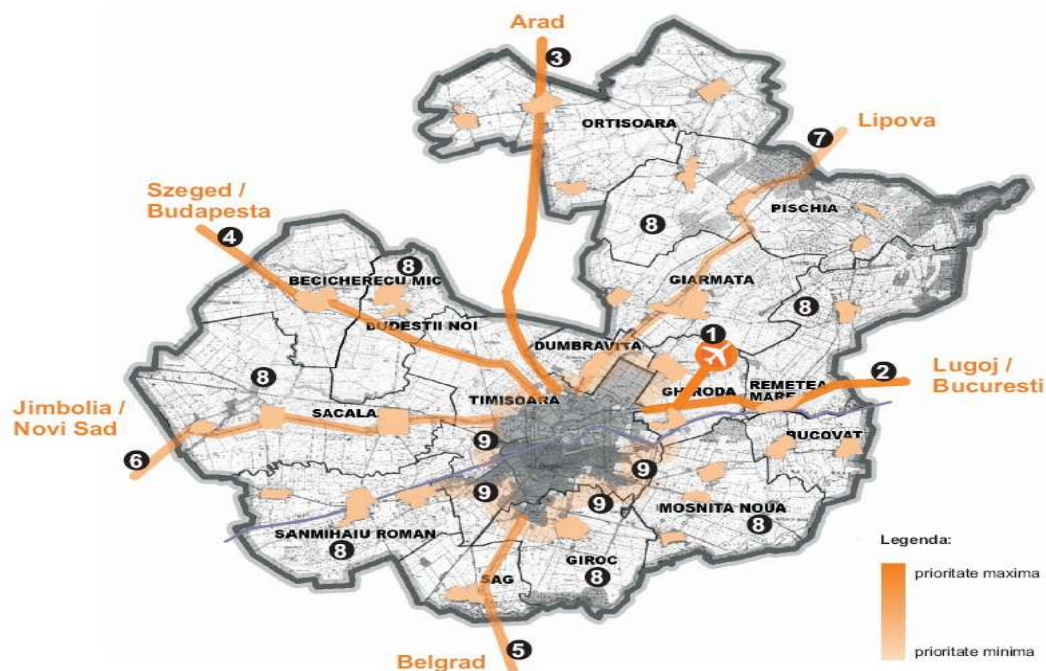 Arad
3
ORTISOARA
7
Lipova
Szeged /
Budapesta
PISCHIA
8
4
8
BECICHERECU MIC
GIARMATA
8
DUDESTII NOI
1
DUMBRAVITA
2
Lugoj /
Bucuresti
8
GHIRODA
REMETEA
MARE
TIMISOARA
Jimbolia /
Novi Sad
SACALAZ
BUCOVAT
9
6
9
9
9
MOSNITA NOUA
8
SANMIHAIU ROMAN
8
GIROC
8
SAG
Legenda:
prioritate maxima
prioritate minima
5
Belgrad